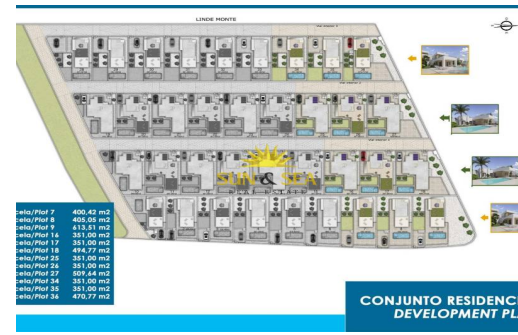 LINDE MONTE
SUN & SEA
REAL ESTATE
cela/Plot 7 400,42 m2
cela/Plot 8 405,05 m2
cela/Plot 9 613,51 m2
cela/Plot 16 351,00 m2
cela/Plot 17 351,00 m2
cela/Plot 18 494,77 m2
cela/Plot 25 351,00 m2
cela/Plot 26 351,00 m2
cela/Plot 27 509,64 m2
cela/Plot 34 351,00 m2
cela/Plot 35 351,00 m2
cela/Plot 36 470,77 m2
CONJUNTO RESIDENC
DEVELOPMENT PL